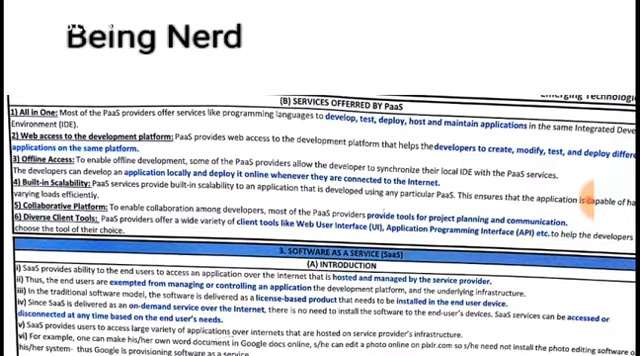 Being Nerd
Emerging Technologi
(B) SERVICES OFFERRED BY PaaS
1) All in One: Most of the PaaS providers offer services like programming languages to develop, test, deploy, host and maintain applications in the same Integrated Deve
Environment (IDE).
2) Web access to the development platform: PaaS provides web access to the development platform that helps the developers to create, modify, test, and deploy differe
applications on the same platform.
3) Offline Access: To enable offline development, some of the PaaS providers allow the developer to synchronize their local IDE with the PaaS services.
The developers can develop an application locally and deploy it online whenever they are connected to the Internet.
4) Built-in Scalability: PaaS services provide built-in scalability to an application that is developed using any particular PaaS. This ensures that the application is capable of ha
varying loads efficiently.
5) Collaborative Platform: To enable collaboration among developers, most of the PaaS providers provide tools for project planning and communication.
6) Diverse Client Tools: PaaS providers offer a wide variety of client tools like Web User Interface (UI), Application Programming Interface (API) etc. to help the developers
choose the tool of their choice.
3. SOFTWARE AS A SERVICE (SaaS)
(A) INTRODUCTION
i) SaaS provides ability to the end users to access an application over the Internet that is hosted and managed by the service provider.
ii) Thus, the end users are exempted from managing or controlling an application the development platform, and the underlying infrastructure.
iii) In the traditional software model, the software is delivered as a license-based product that needs to be installed in the end user device.
iv) Since SaaS is delivered as an on-demand service over the Internet, there is no need to install the software to the end-user's devices. SaaS services can be accessed or
disconnected at any time based on the end user's needs.
v) SaaS provides users to access large variety of applications over internets that are hosted on service provider's infrastructure.
vi) For example, one can make his/her own word document in Google docs online, s/he can edit a photo online on pixlr.com so s/he need not install the photo editing software o
his/her system- thus Google is provisioning software as a service.